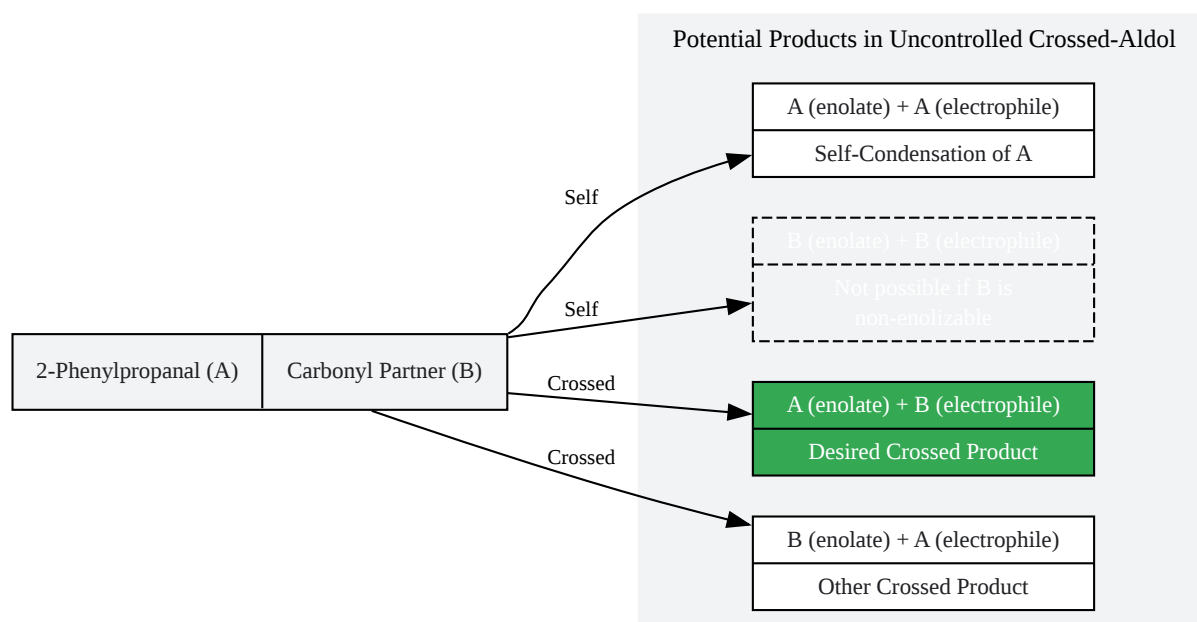 Potential Products in Uncontrolled Crossed-Aldol
A (enolate) + A (electrophile)
Self-Condensation of A
Self
B (enolate) + B (electrophile)
Not possible if B is
non-enolizable
Self
2-Phenylpropanal (A)
Carbonyl Partner (B)
Crossed
A (enolate) + B (electrophile)
Desired Crossed Product
Crossed
B (enolate) + A (electrophile)
Other Crossed Product